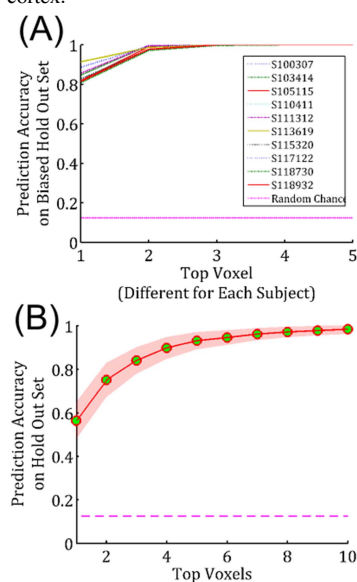 cortex.
(A)
1
0.8
0.6
0.4
0.2
0
Prediction Accuracy
on Biased Hold Out Set
S100307
S103414
S105115
S110411
S111312
S113619
S115320
S117122
S118730
S118932
Random Chance
1 2 3 4 5
Top Voxel
(Different for Each Subject)
(B)
1
0.8
0.6
0.4
0.2
0
Prediction Accuracy
on Hold Out Set
2 4 6 8 10
Top Voxels